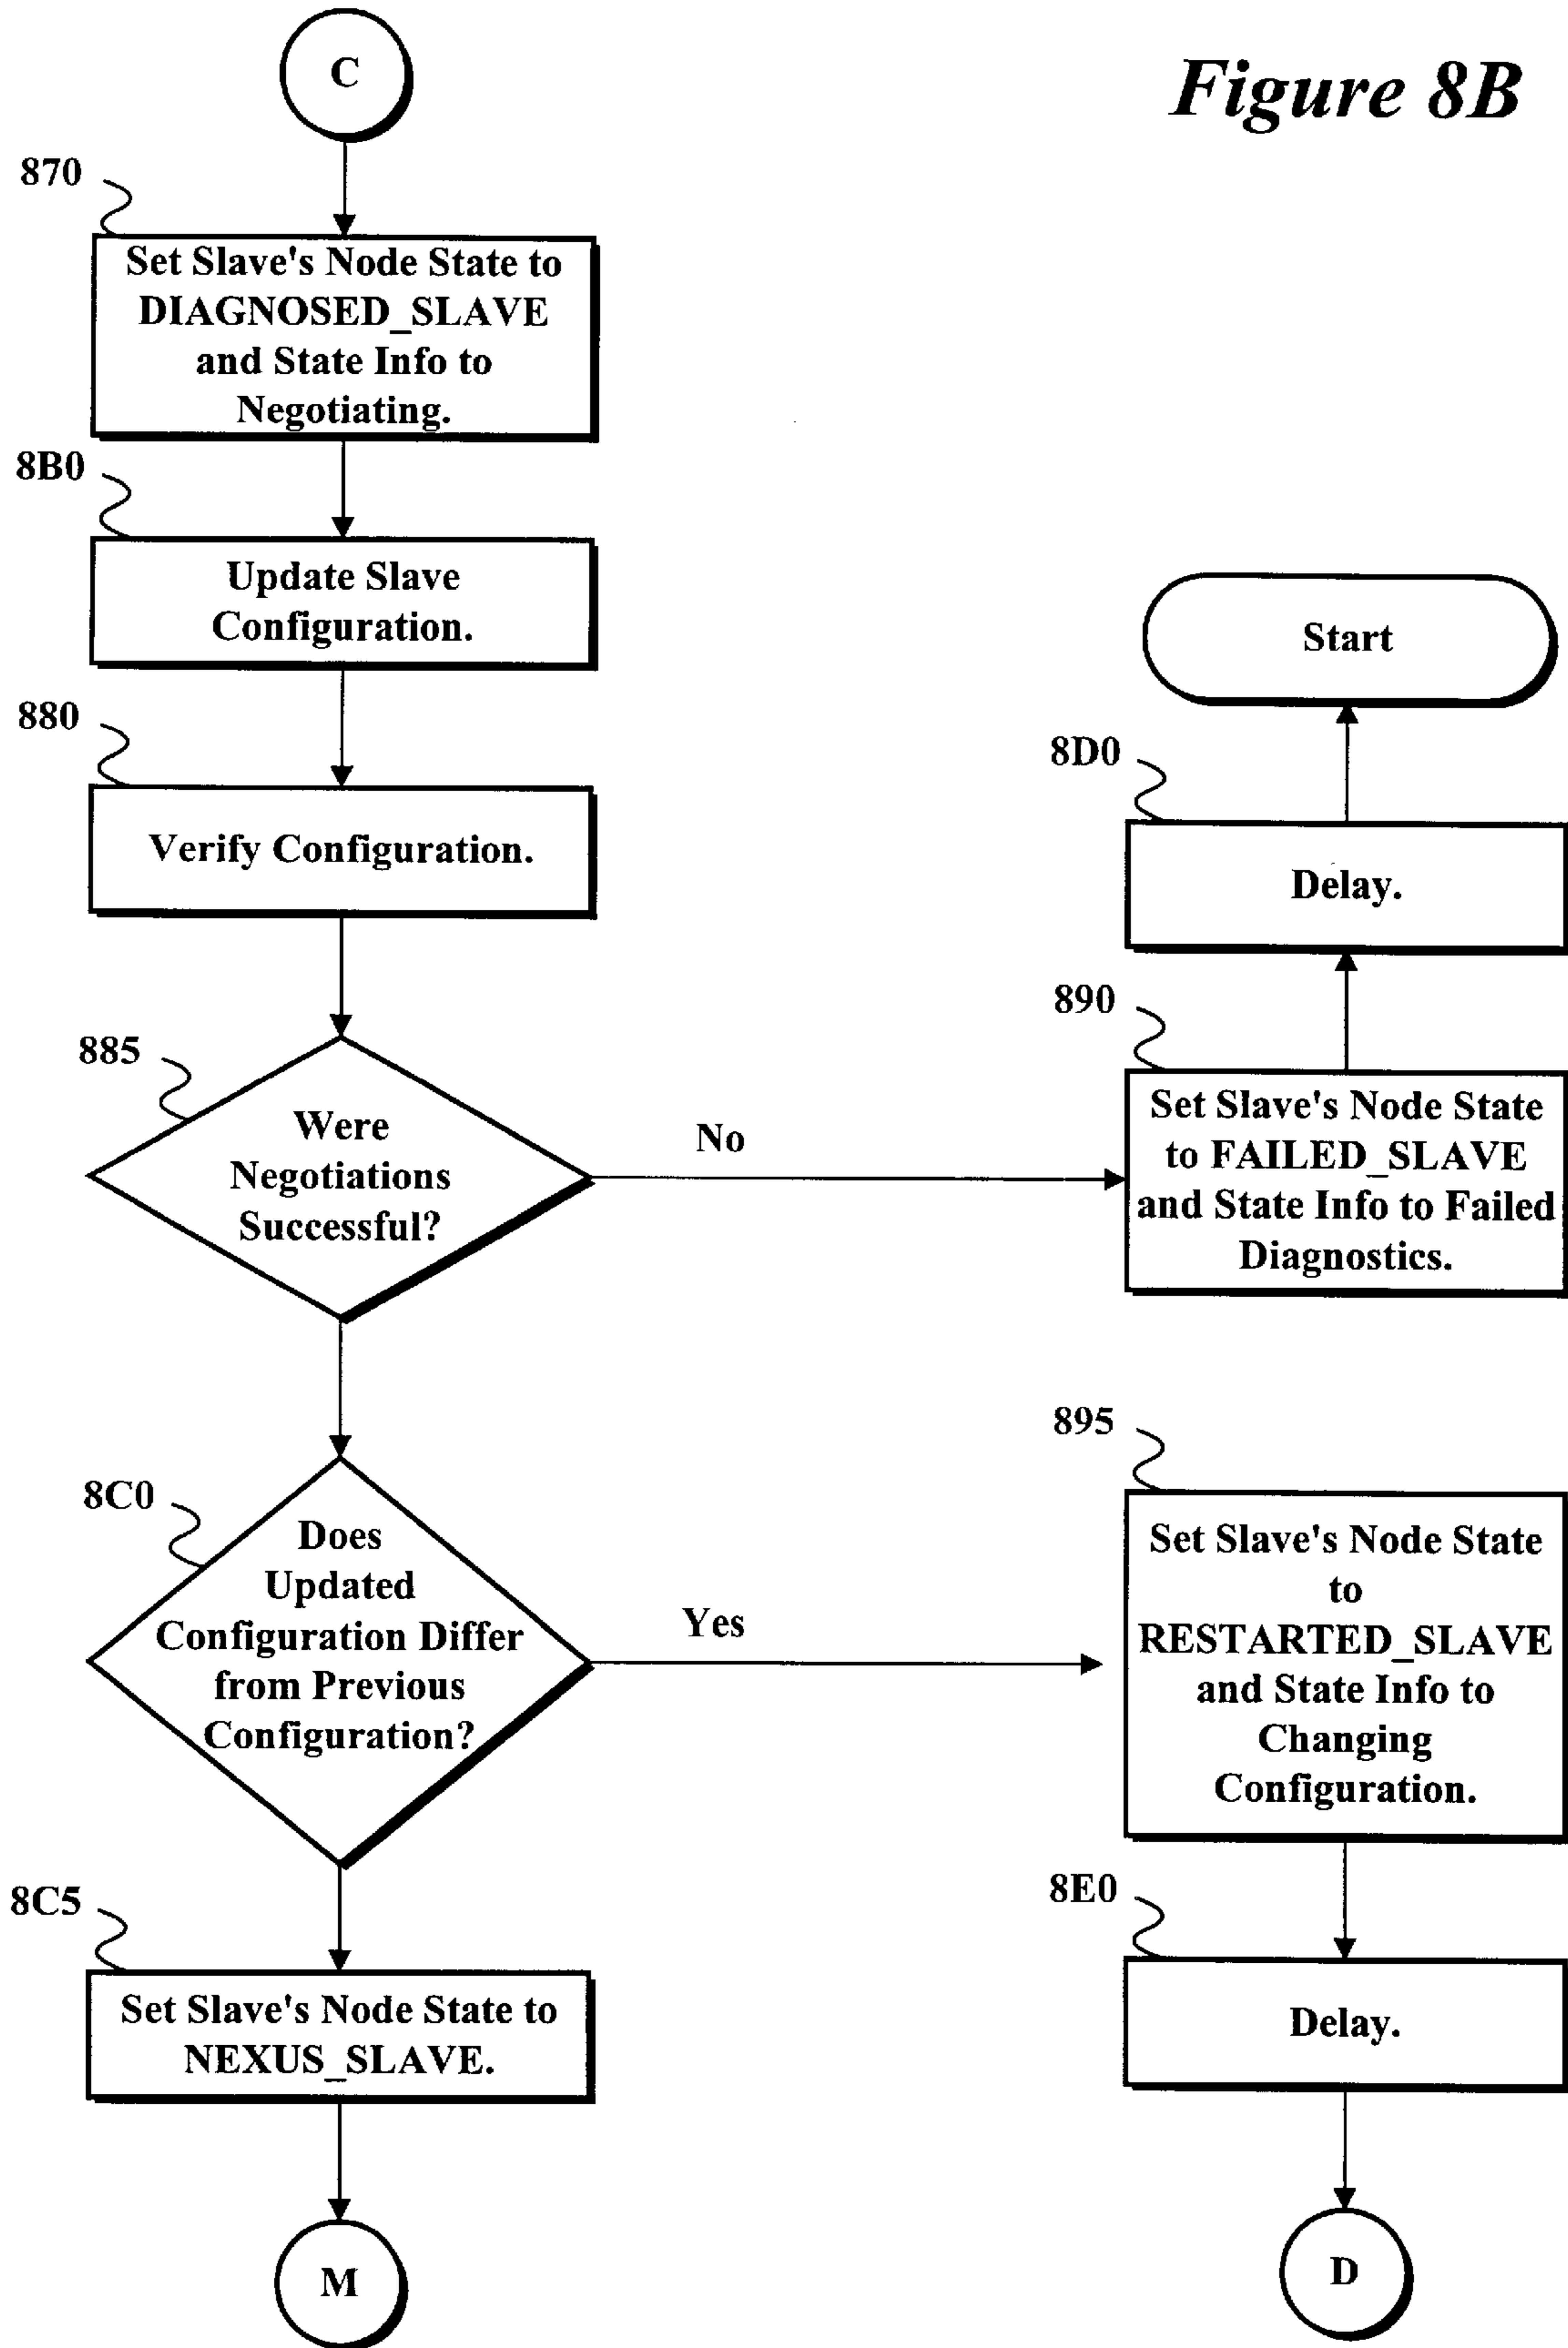 Figure 8B
C
870
Set Slave's Node State to
DIAGNOSED_SLAVE
and State Info to
Negotiating.
8B0
Update Slave
Configuration.
880
Verify Configuration.
885
Were
Negotiations
Successful?
No
Start
8D0
Delay.
890
Set Slave's Node State
to FAILED_SLAVE
and State Info to Failed
Diagnostics.
8C0
Does
Updated
Configuration Differ
from Previous
Configuration?
Yes
895
Set Slave's Node State
to
RESTARTED_SLAVE
and State Info to
Changing
Configuration.
8C5
Set Slave's Node State to
NEXUS_SLAVE.
8E0
Delay.
M
D